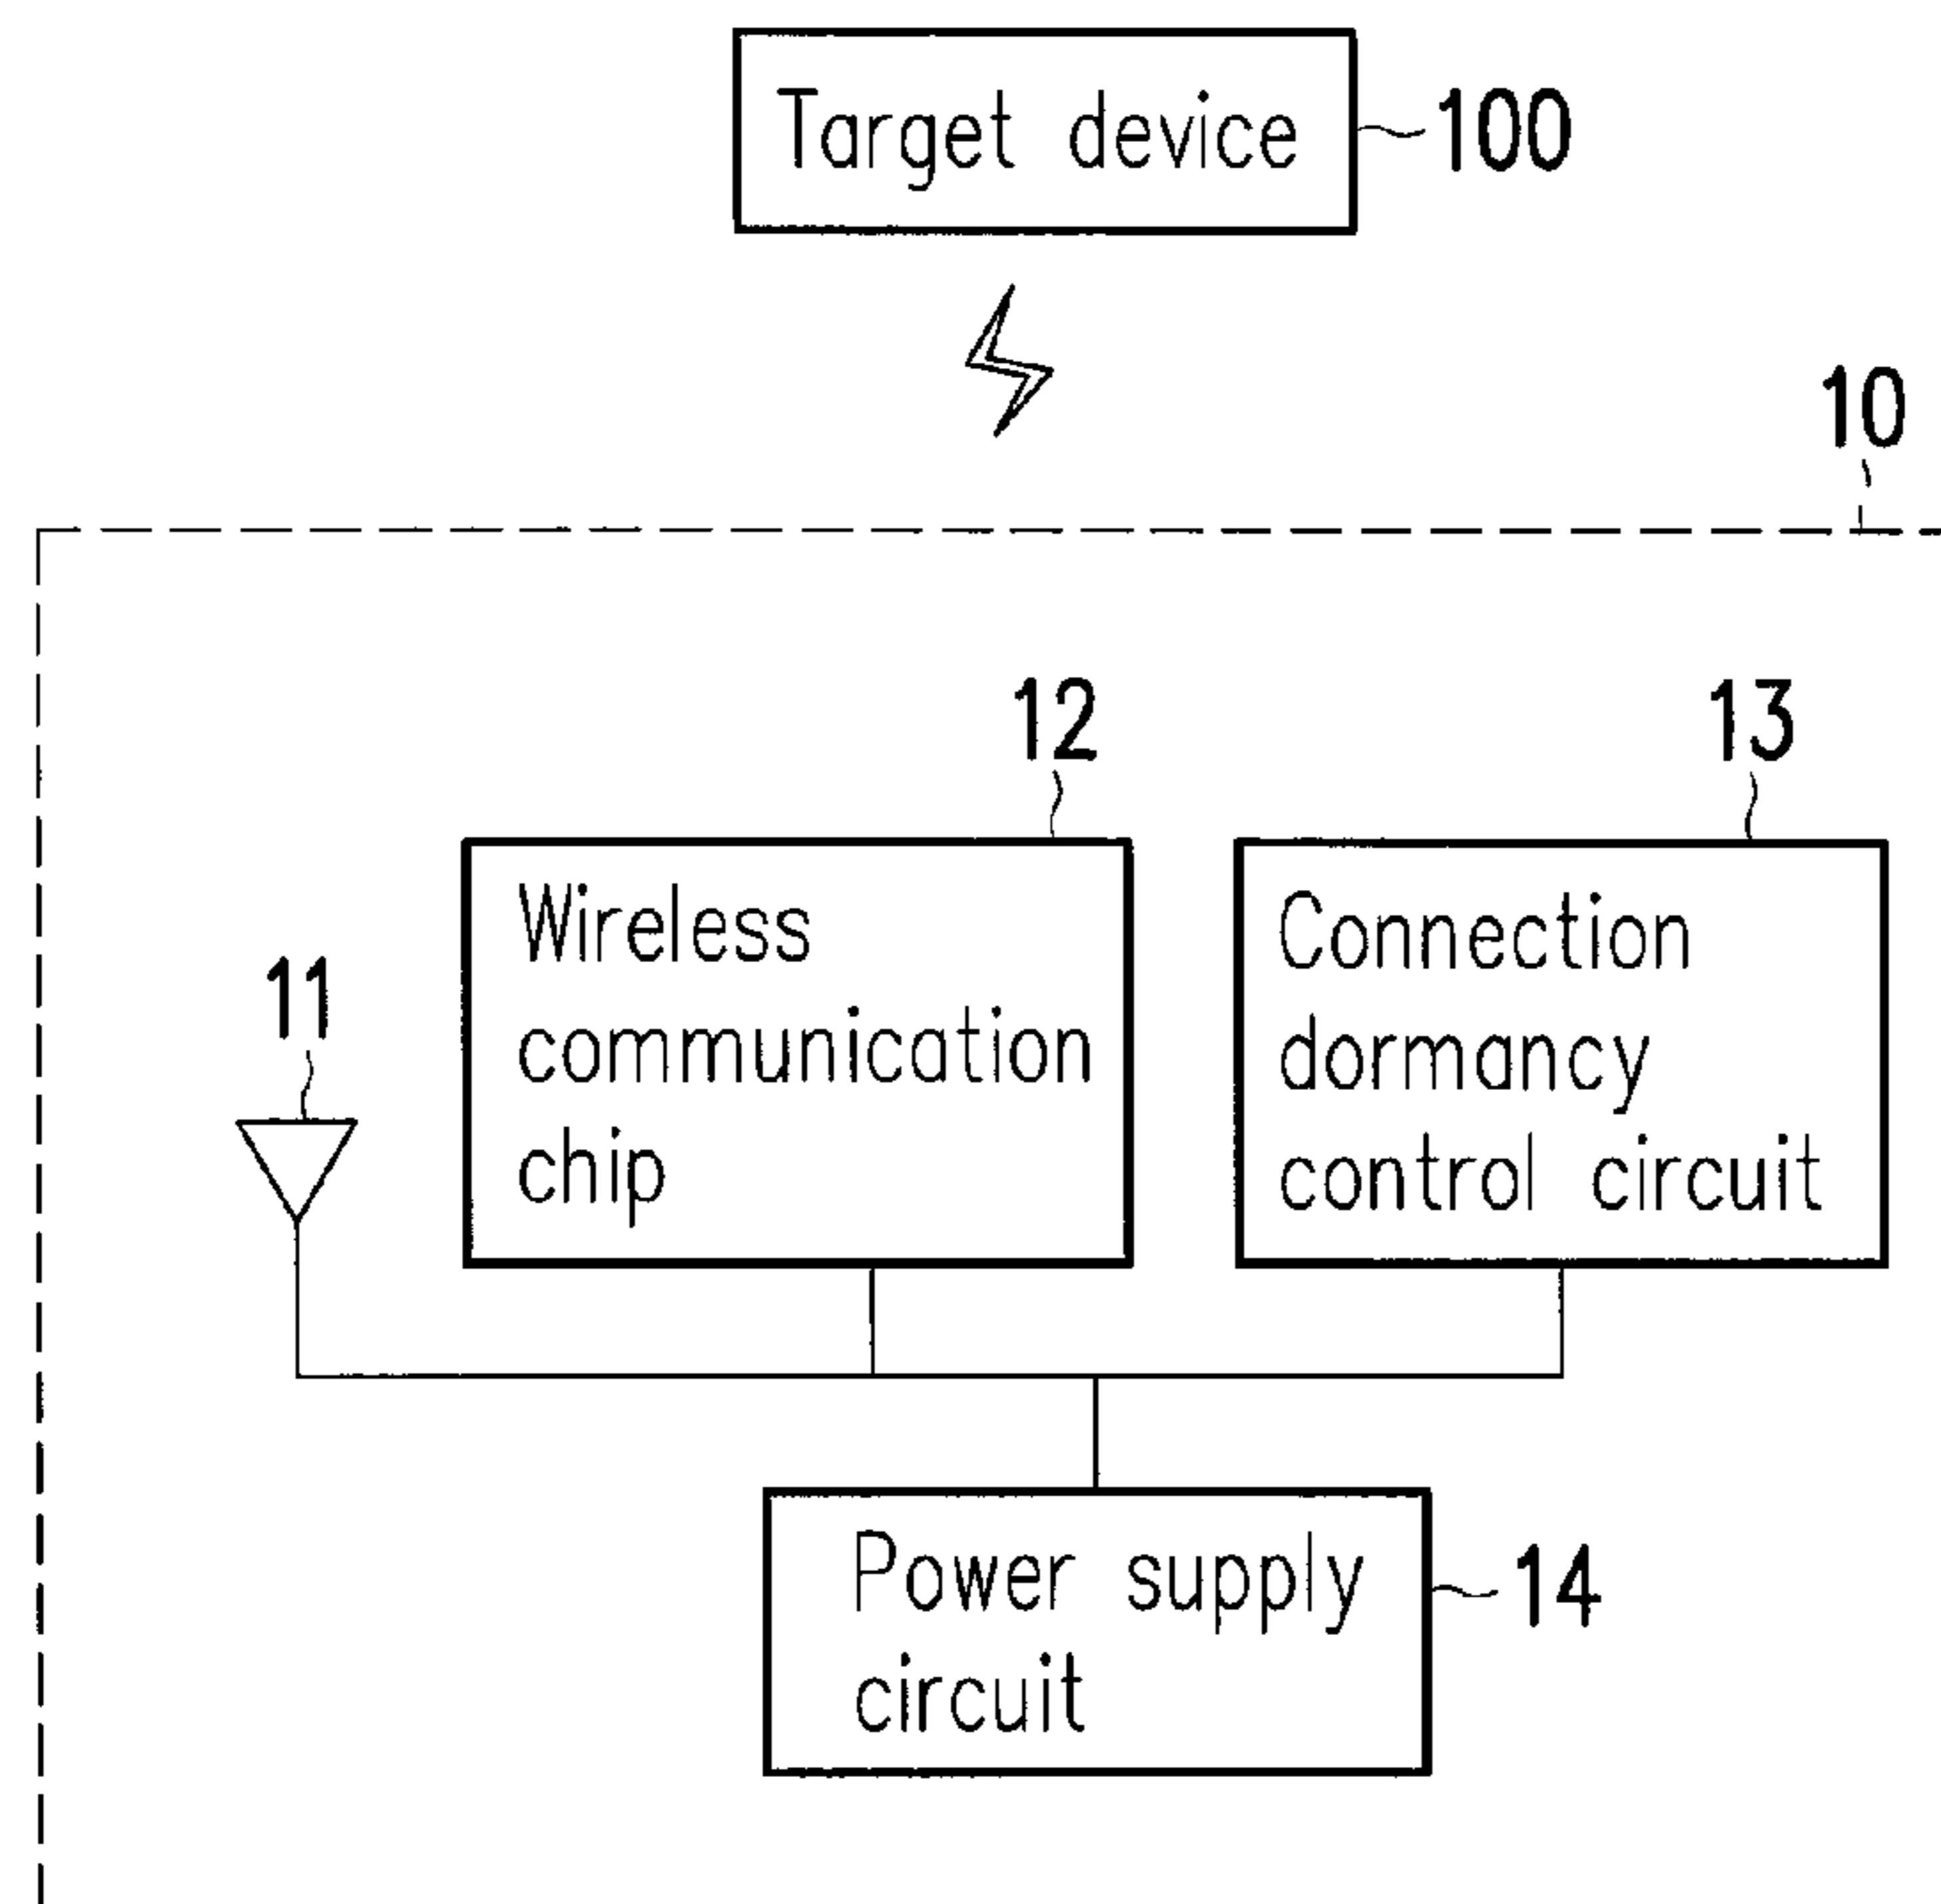 Target device
100
10
12
13
Wireless
communication
chip
Connection
dormancy
control circuit
11
Power supply
circuit
14